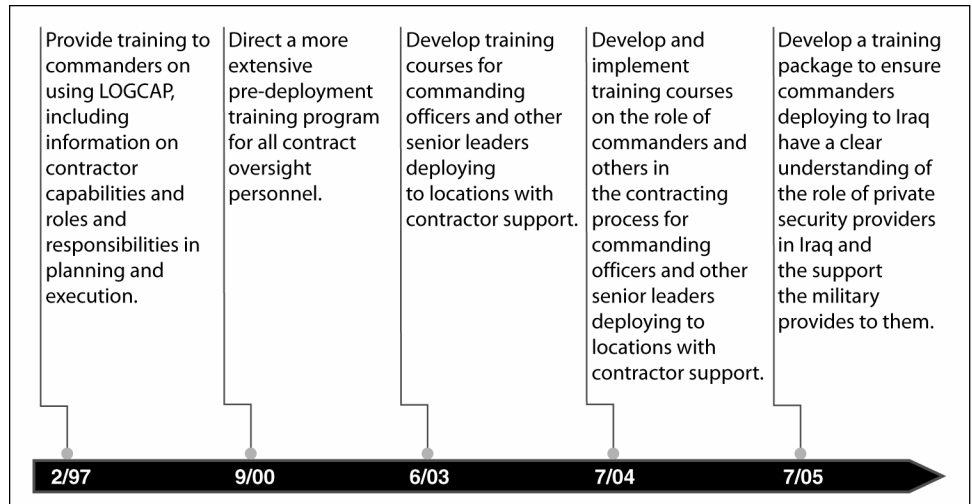 Provide training to
commanders on
using LOGCAP,
including
information on
contractor
capabilities and
roles and
responsibilities in
planning and
execution.
Direct a more
extensive
pre-deployment
training program
for all contract
oversight
personnel.
Develop training
courses for
commanding
officers and other
senior leaders
deploying
to locations with
contractor support.
Develop and
implement
training courses
on the role of
commanders and
others in
the contracting
process for
commanding
officers and other
senior leaders
deploying to
locations with
contractor support.
Develop a training
package to ensure
commanders
deploying to Iraq
have a clear
understanding of
the role of private
security providers
in Iraq and
the support
the military
provides to them.
2/97
9/00
6/03
7/04
7/05